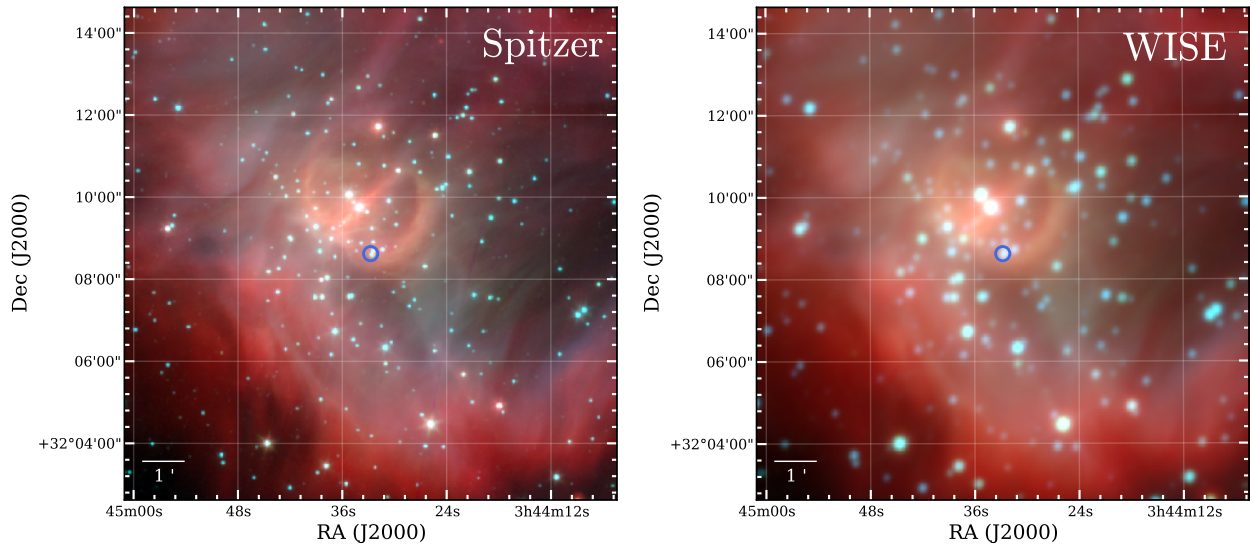 Spitzer
14'00"
12'00"
10'00"
08'00"
06'00"
+32°04'00"
Dec (J2000)
1 '
45m00s 48s 36s 24s 3h44m12s
RA (J2000)
WISE
14'00"
12'00"
10'00"
08'00"
06'00"
+32°04'00"
Dec (J2000)
1 '
45m00s 48s 36s 24s 3h44m12s
RA (J2000)